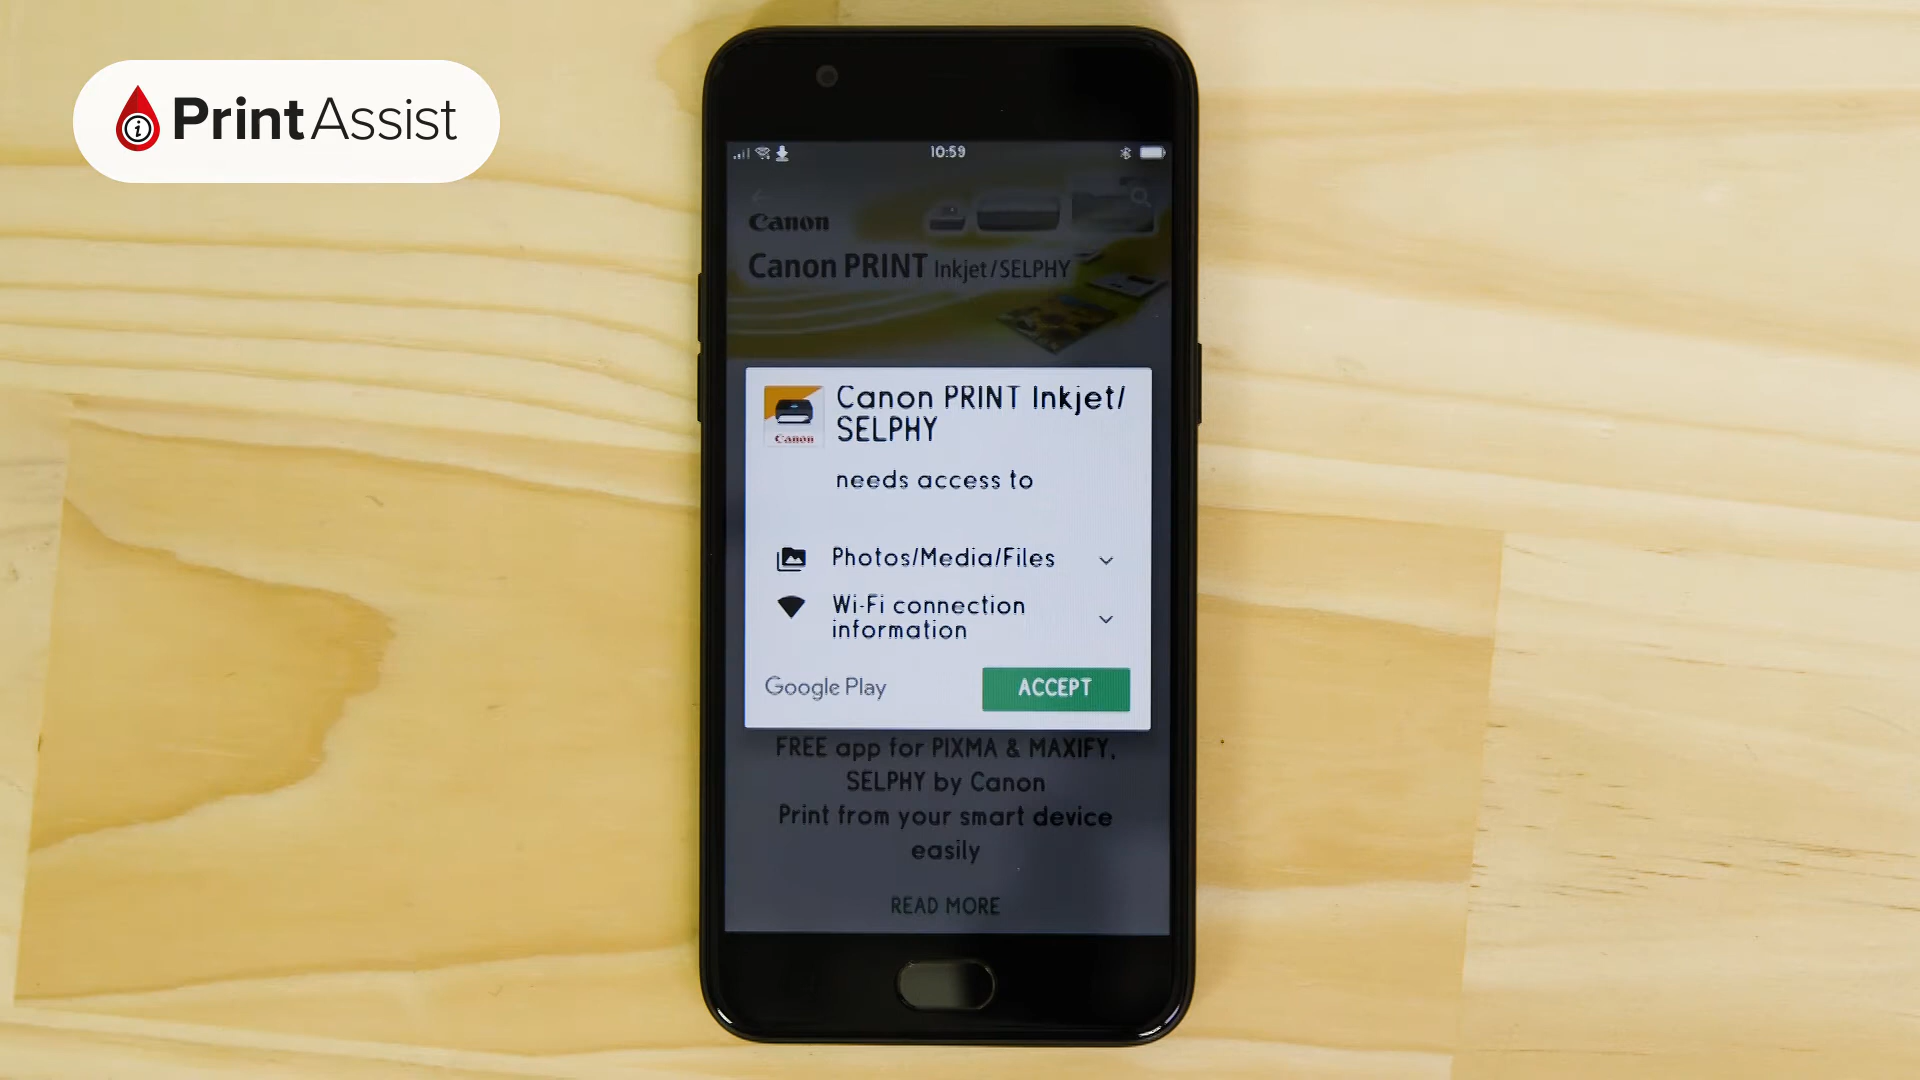 Print Assist
10:59
Canon
Canon PRINT Inkjet/SELPHY
Canon
Canon PRINT Inkjet/
SELPHY
needs access to
Photos/Media/Files
Wi-Fi connection
information
Google Play
ACCEPT
FREE app for PIXMA & MAXIFY,
SELPHY by Canon
Print from your smart device
easily
READ MORE